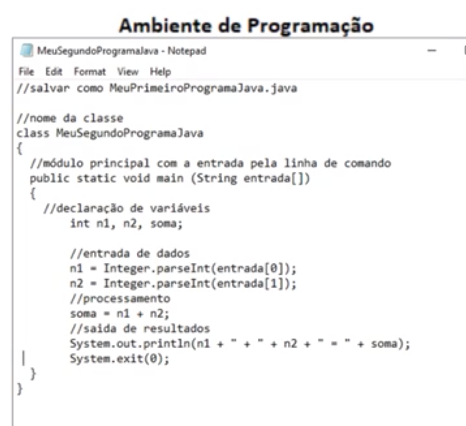 Ambiente de Programação
MeuSegundoProgramaJava - Notepad
File Edit Format View Help
//salvar como MeuPrimeiroProgramaJava.java
//nome da classe
class MeuSegundoProgramaJava
{
//módulo principal com a entrada pela linha de comando
public static void main (String entrada[])
{
//declaração de variáveis
int n1, n2, soma;
//entrada de dados
n1 = Integer.parseInt(entrada[0]);
n2 = Integer.parseInt(entrada[1]);
//processamento
soma = n1 + n2;
//saida de resultados
System.out.println(n1 + " + " + n2 + " = " + soma);
System.exit(0);
}
}